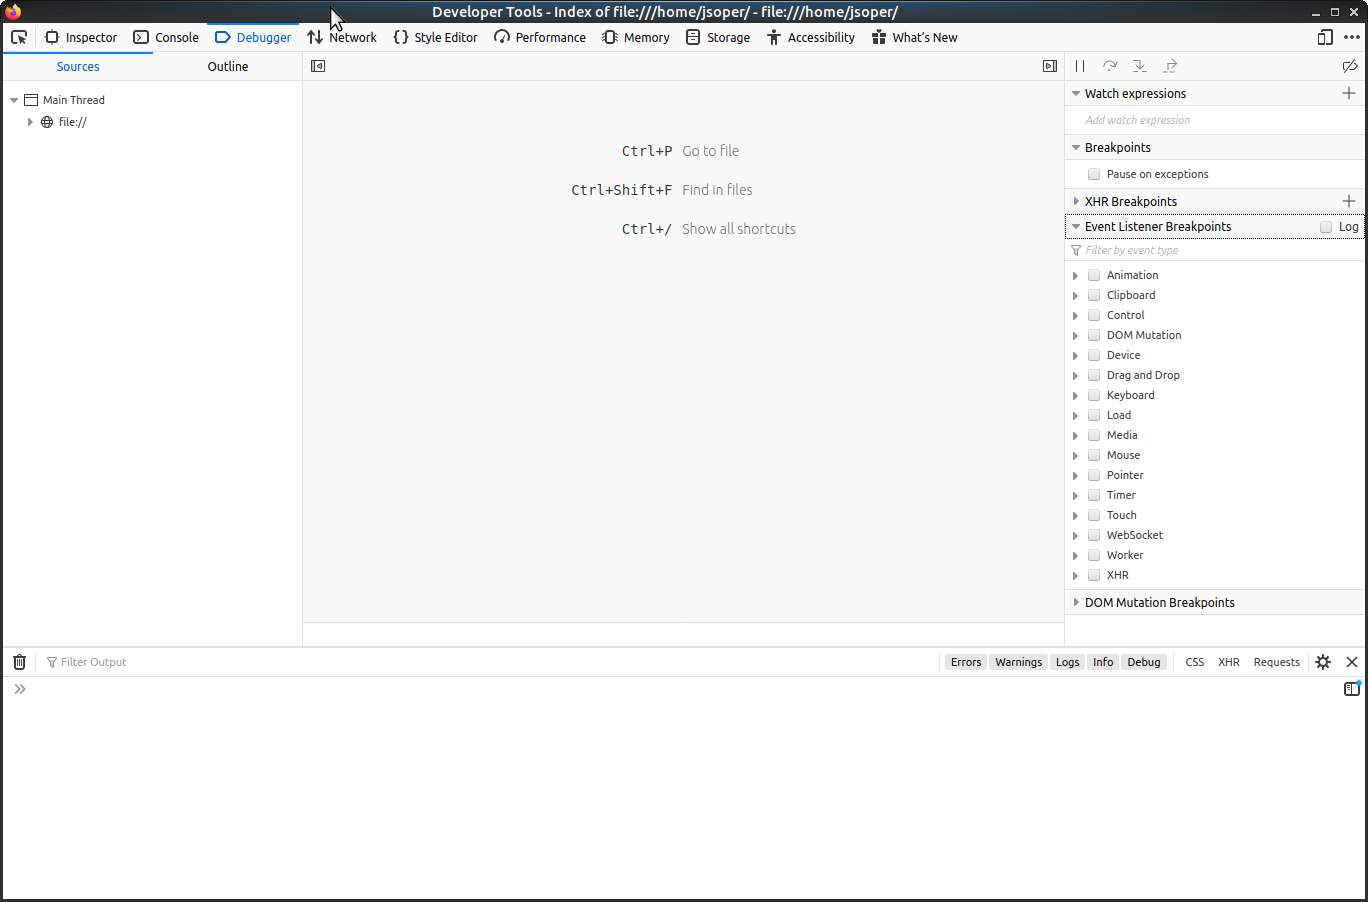 Developer Tools - Index of file:///home/jsoper/ - file:///home/jsoper/
Inspector Console Debugger Network Style Editor Performance Memory Storage Accessibility What's New
Sources Outline
Main Thread
file://
Ctrl+P Go to file
Ctrl+Shift+F Find in files
Ctrl+/ Show all shortcuts
Watch expressions
Add watch expression
Breakpoints
Pause on exceptions
XHR Breakpoints
Event Listener Breakpoints Log
Filter by event type
Animation
Clipboard
Control
DOM Mutation
Device
Drag and Drop
Keyboard
Load
Media
Mouse
Pointer
Timer
Touch
WebSocket
Worker
XHR
DOM Mutation Breakpoints
Filter Output Errors Warnings Logs Info Debug CSS XHR Requests